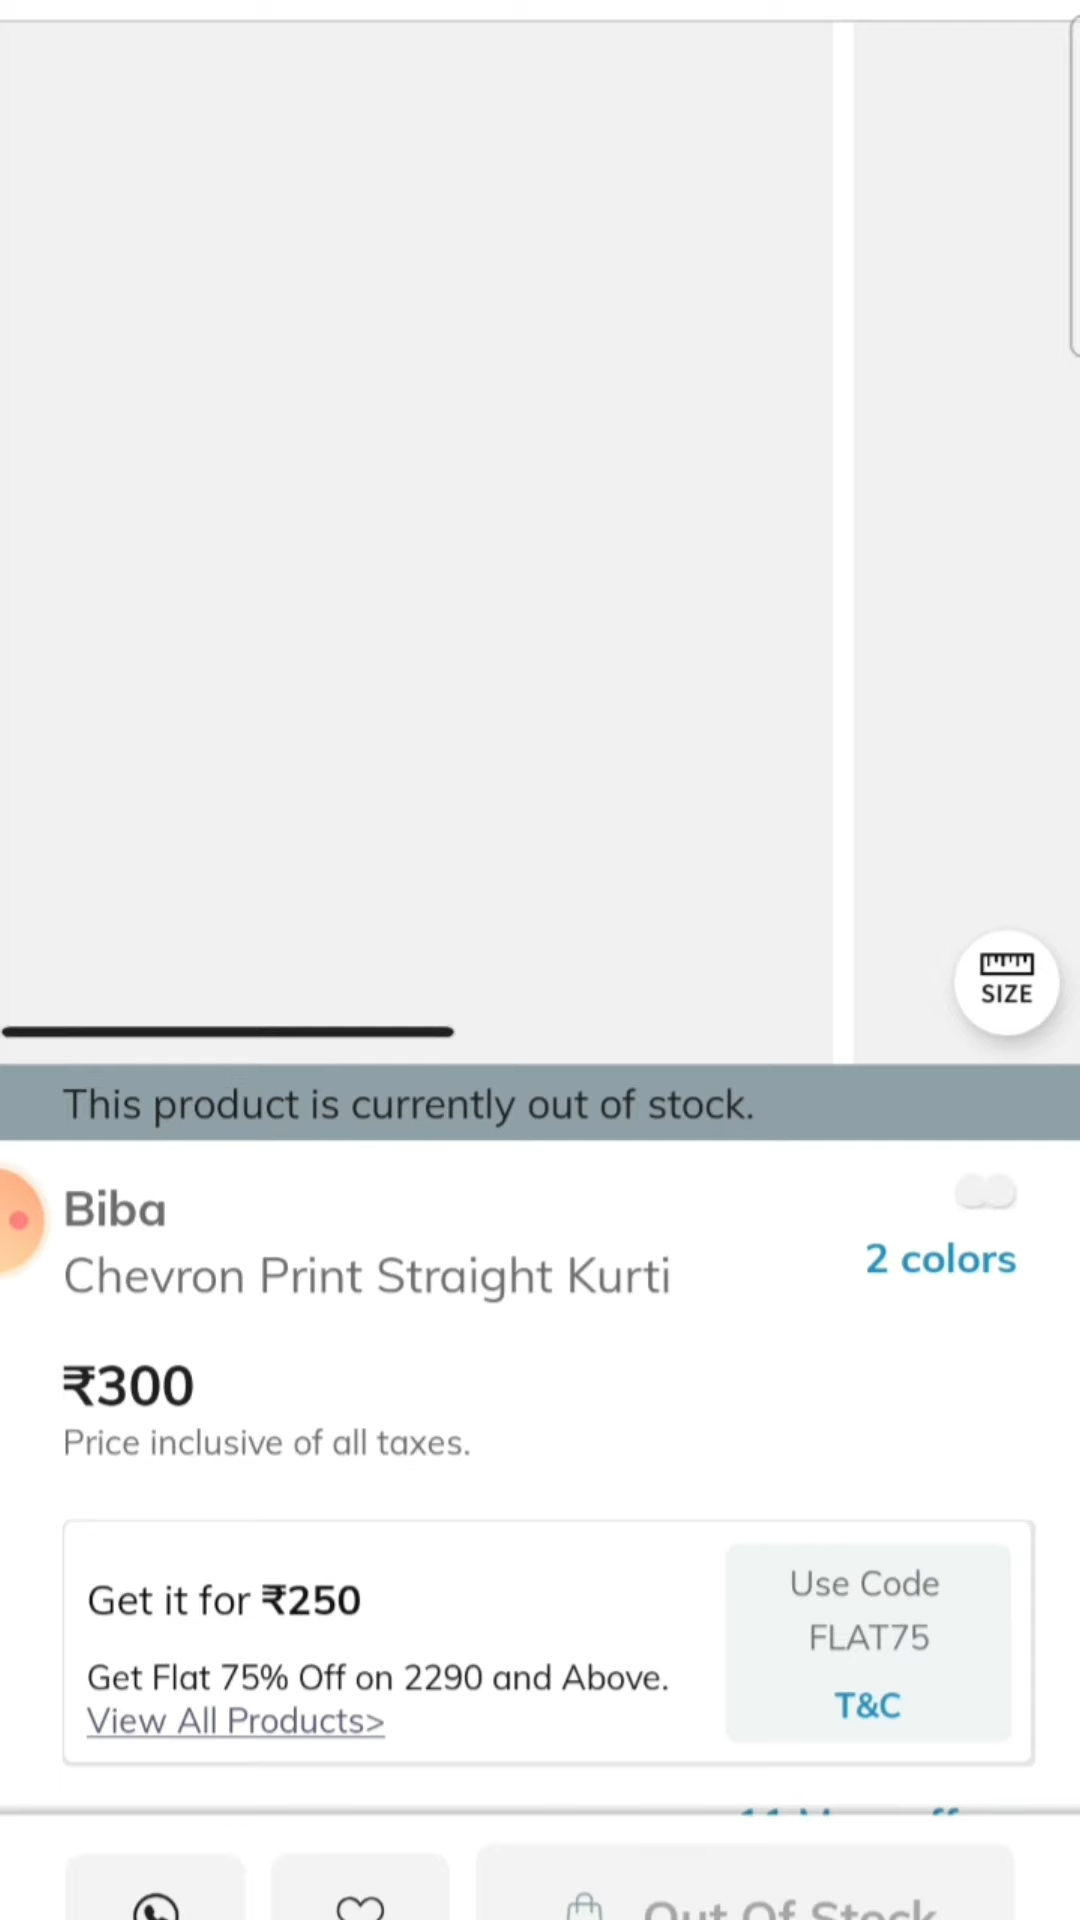 SIZE
This product is currently out of stock.
Biba
2 colors
Chevron Print Straight Kurti
₹300
Price inclusive of all taxes.
Get it for ₹250
Get Flat 75% Off on 2290 and Above.
View All Products>
Use Code
FLAT75
T&C
Out Of Stock